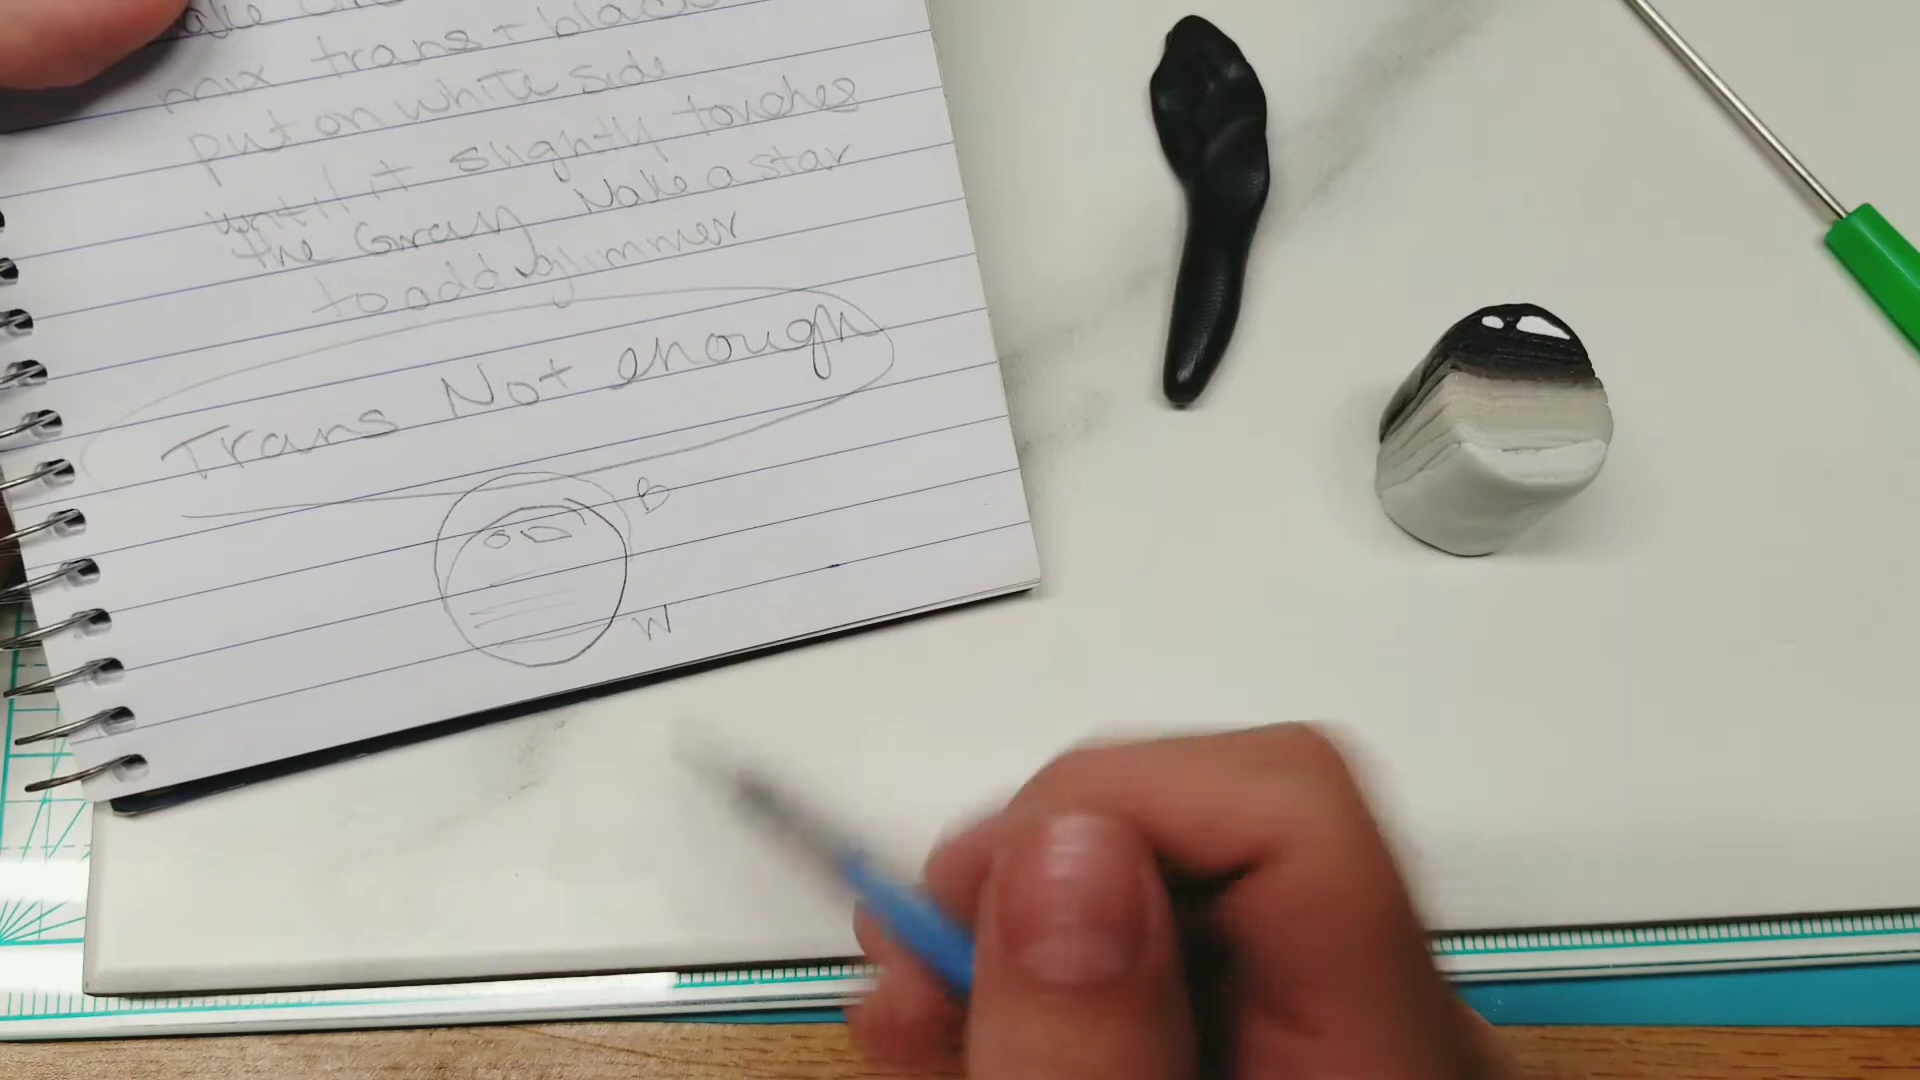 mix trans + black
put on white side
until it slightly touches
the Gray Make a star
to add glimmer
Trans Not enough
B
W